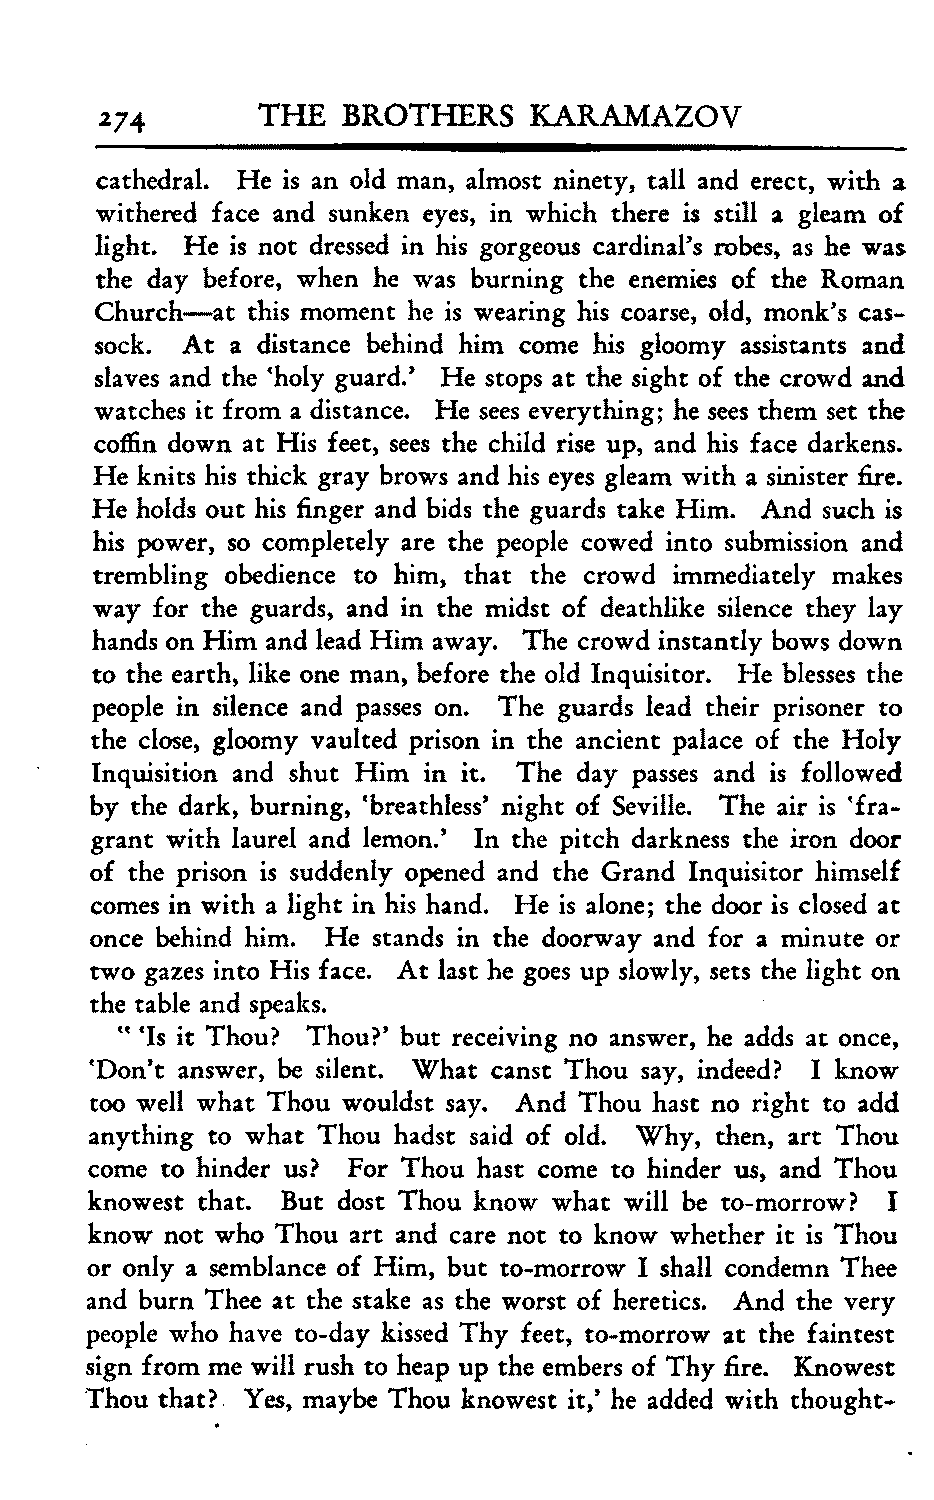 274 THE BROTHERS KARAMAZOV
cathedral. He is an old man, almost ninety, tall and erect, with a
withered face and sunken eyes, in which there is still a gleam of
light. He is not dressed in his gorgeous cardinal's robes, as he was
the day before, when he was burning the enemies of the Roman
Church—at this moment he is wearing his coarse, old, monk's cas-
sock. At a distance behind him come his gloomy assistants and
slaves and the 'holy guard.' He stops at the sight of the crowd and
watches it from a distance. He sees everything; he sees them set the
coffin down at His feet, sees the child rise up, and his face darkens.
He knits his thick gray brows and his eyes gleam with a sinister fire.
He holds out his finger and bids the guards take Him. And such is
his power, so completely are the people cowed into submission and
trembling obedience to him, that the crowd immediately makes
way for the guards, and in the midst of deathlike silence they lay
hands on Him and lead Him away. The crowd instantly bows down
to the earth, like one man, before the old Inquisitor. He blesses the
people in silence and passes on. The guards lead their prisoner to
the close, gloomy vaulted prison in the ancient palace of the Holy
Inquisition and shut Him in it. The day passes and is followed
by the dark, burning, 'breathless' night of Seville. The air is 'fra-
grant with laurel and lemon.' In the pitch darkness the iron door
of the prison is suddenly opened and the Grand Inquisitor himself
comes in with a light in his hand. He is alone; the door is closed at
once behind him. He stands in the doorway and for a minute or
two gazes into His face. At last he goes up slowly, sets the light on
the table and speaks.
" 'Is it Thou? Thou?' but receiving no answer, he adds at once,
'Don't answer, be silent. What canst Thou say, indeed? I know
too well what Thou wouldst say. And Thou hast no right to add
anything to what Thou hadst said of old. Why, then, art Thou
come to hinder us? For Thou hast come to hinder us, and Thou
knowest that. But dost Thou know what will be to-morrow? I
know not who Thou art and care not to know whether it is Thou
or only a semblance of Him, but to-morrow I shall condemn Thee
and burn Thee at the stake as the worst of heretics. And the very
people who have to-day kissed Thy feet, to-morrow at the faintest
sign from me will rush to heap up the embers of Thy fire. Knowest
Thou that? Yes, maybe Thou knowest it,' he added with thought-